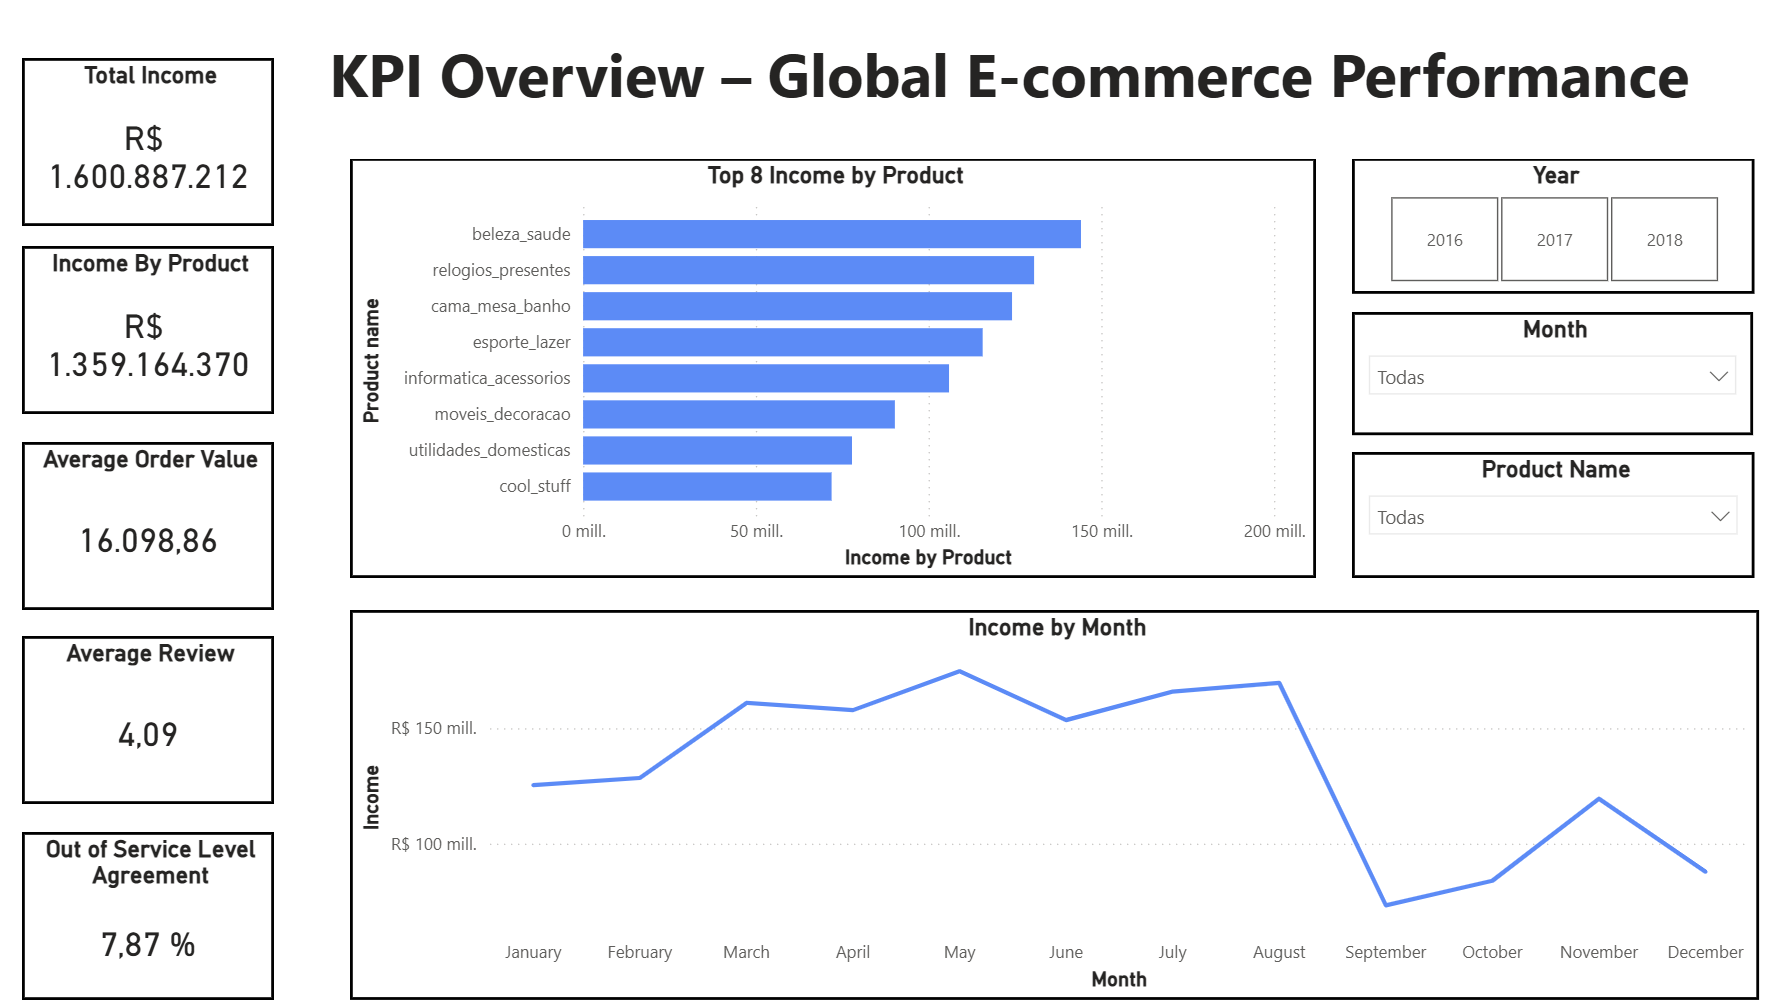 KPI Overview – Global E-commerce Performance
Total Income
R$
1.600.887.212
Income By Product
R$
1.359.164.370
Average Order Value
16.098,86
Average Review
4,09
Out of Service Level
Agreement
7,87 %
Top 8 Income by Product
Product name
beleza_saude
relogios_presentes
cama_mesa_banho
esporte_lazer
informatica_acessorios
moveis_decoracao
utilidades_domesticas
cool_stuff
0 mill. 50 mill. 100 mill. 150 mill. 200 mill.
Income by Product
Year
2016 2017 2018
Month
Todas
Product Name
Todas
Income by Month
Income
R$ 150 mill.
R$ 100 mill.
January February March April May June July August September October November December
Month